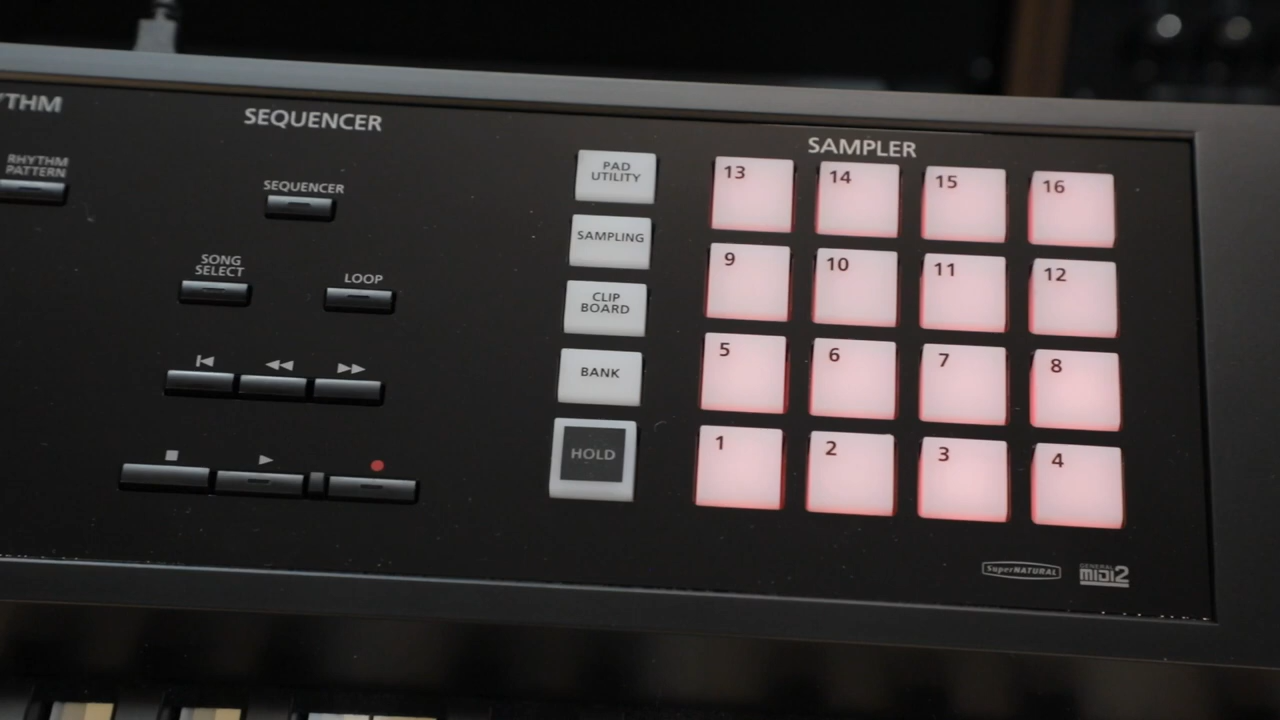 SEQUENCER
RHYTHM
PATTERN
SEQUENCER
SONG
SELECT
LOOP
PAD
UTILITY
SAMPLING
CLIP
BOARD
BANK
HOLD
SAMPLER
13 14 15 16
9 10 11 12
5 6 7 8
1 2 3 4
SuperNATURAL
GENERAL
MIDI2